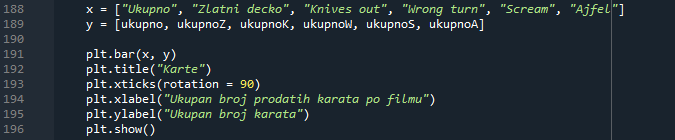 188 x = ["Ukupno", "Zlatni decko", "Knives out", "Wrong turn", "Scream", "Ajfel"]
189 y = [ukupno, ukupnoZ, ukupnoK, ukupnoW, ukupnoS, ukupnoA]
190
191 plt.bar(x, y)
192 plt.title("Karte")
193 plt.xticks(rotation = 90)
194 plt.xlabel("Ukupan broj prodatih karata po filmu")
195 plt.ylabel("Ukupan broj karata")
196 plt.show()